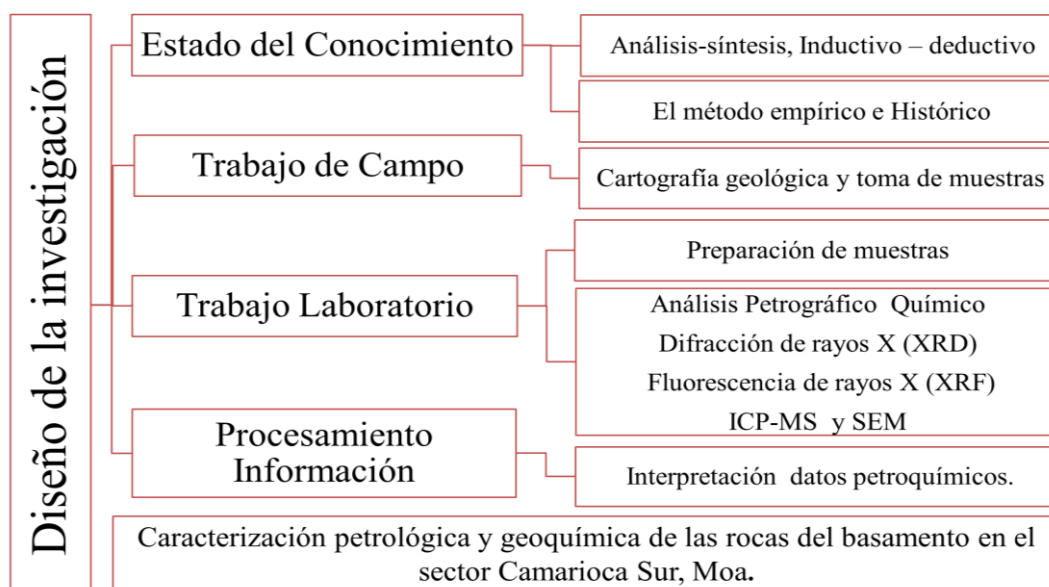 Diseño de la investigación
Estado del Conocimiento
Análisis-síntesis, Inductivo – deductivo
El método empírico e Histórico
Trabajo de Campo
Cartografía geológica y toma de muestras
Trabajo Laboratorio
Preparación de muestras
Análisis Petrográfico Químico
Difracción de rayos X (XRD)
Fluorescencia de rayos X (XRF)
ICP-MS y SEM
Procesamiento
Información
Interpretación datos petroquímicos.
Caracterización petrológica y geoquímica de las rocas del basamento en el
sector Camarioca Sur, Moa.